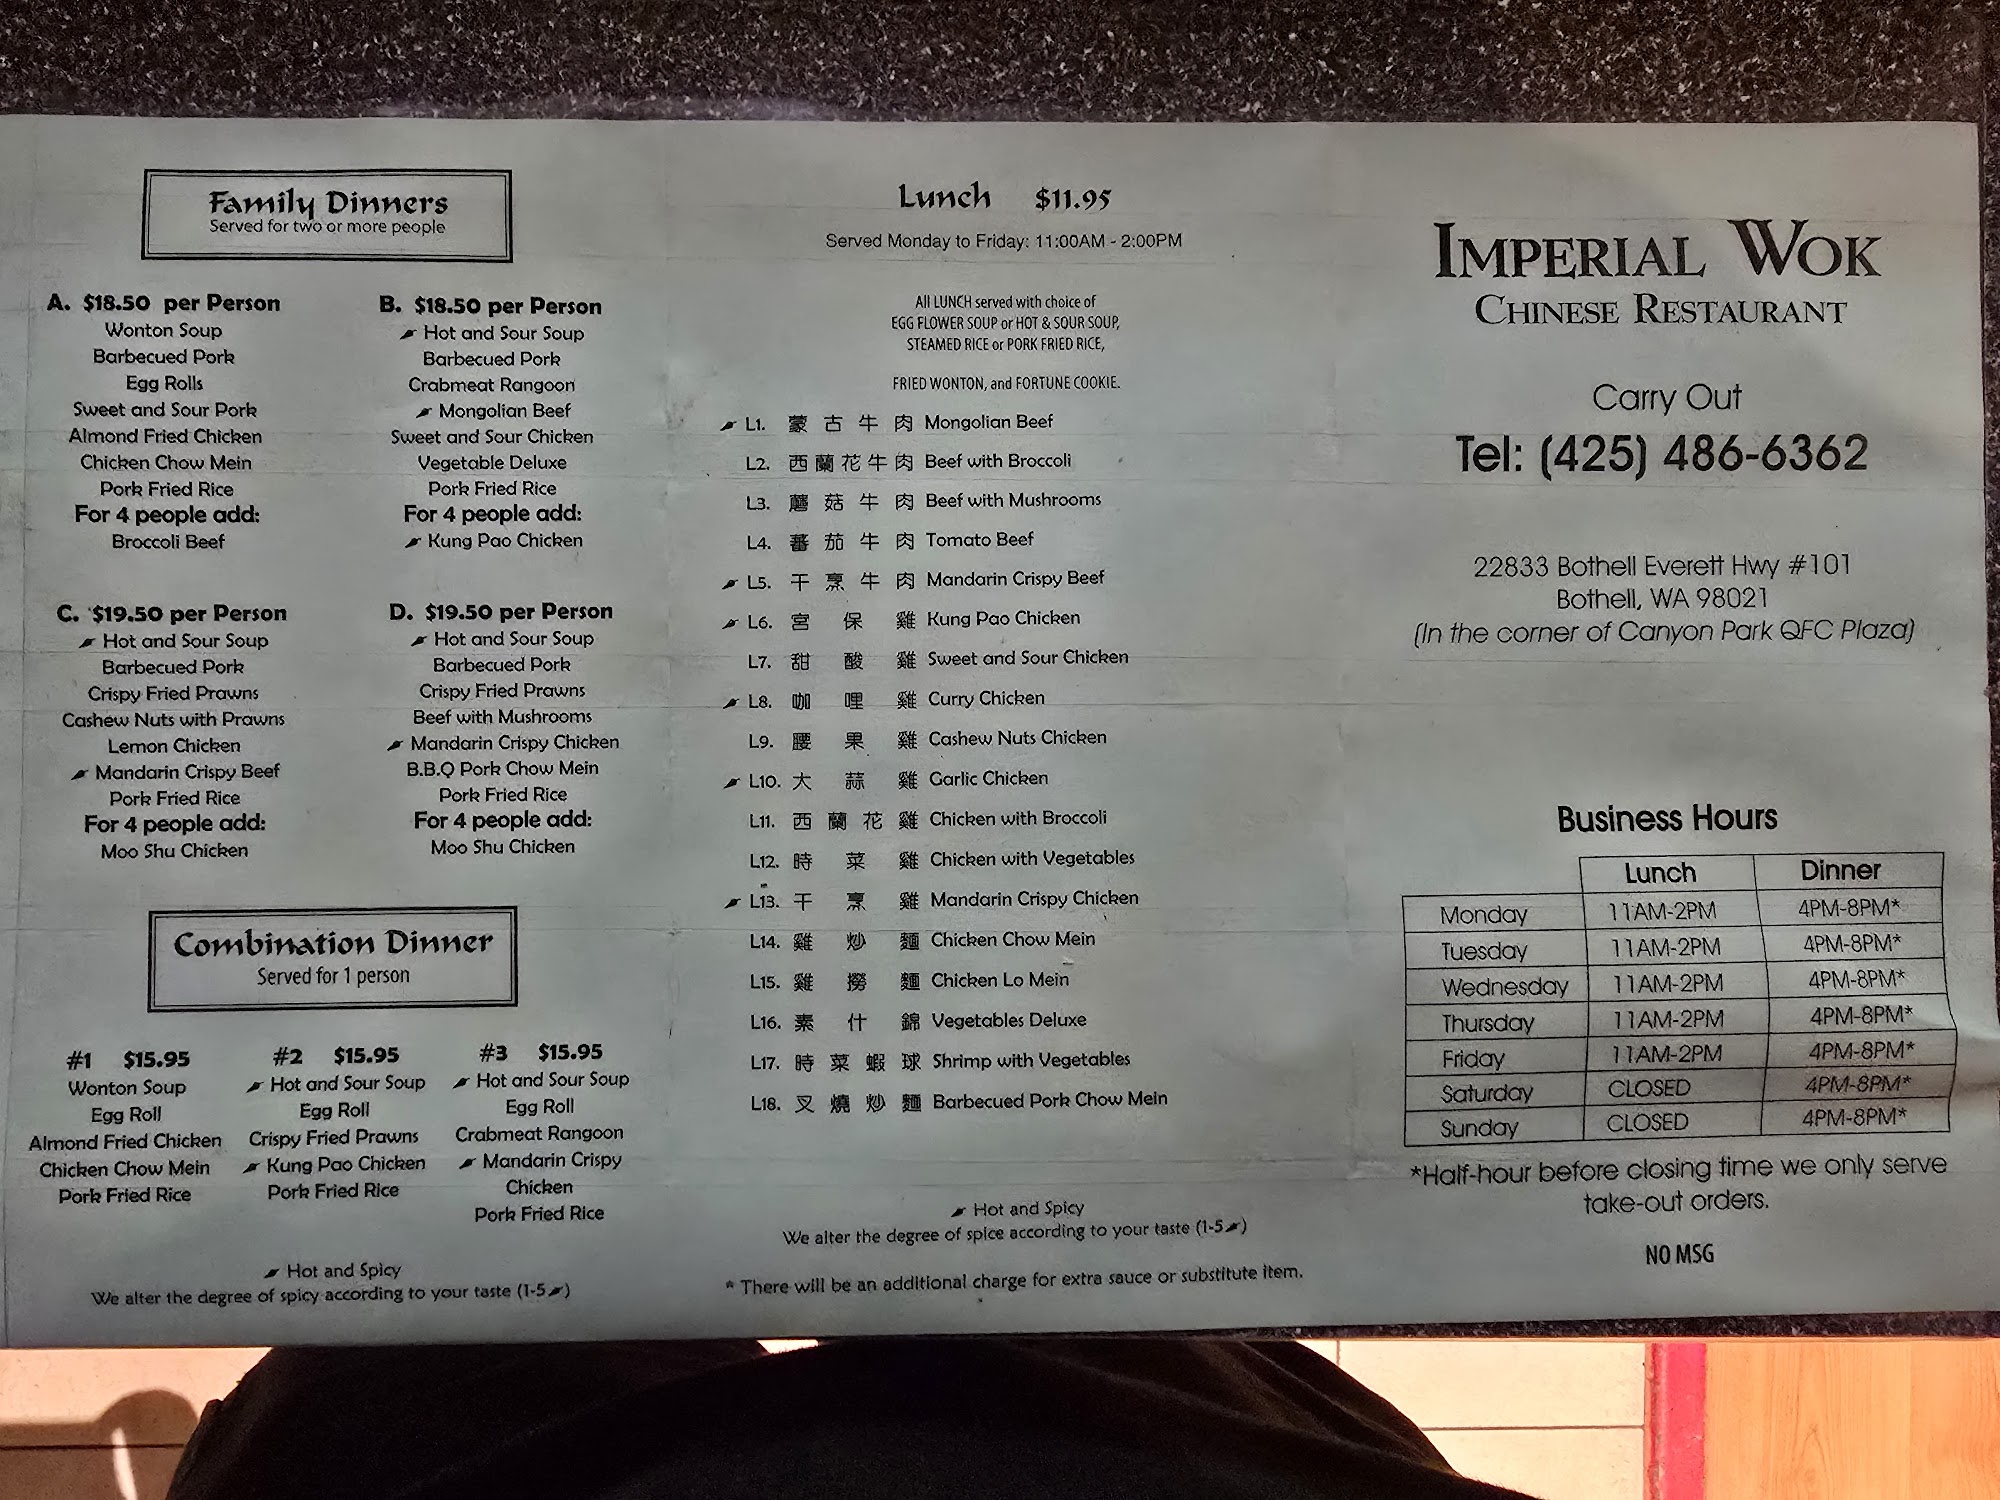 Family Dinners
Served for two or more people
A. $18.50 per Person
Wonton Soup
Barbecued Pork
Egg Rolls
Sweet and Sour Pork
Almond Fried Chicken
Chicken Chow Mein
Pork Fried Rice
For 4 people add:
Broccoli Beef
B. $18.50 per Person
Hot and Sour Soup
Barbecued Pork
Crabmeat Rangoon
Mongolian Beef
Sweet and Sour Chicken
Vegetable Deluxe
Pork Fried Rice
For 4 people add:
Kung Pao Chicken
C. $19.50 per Person
Hot and Sour Soup
Barbecued Pork
Crispy Fried Prawns
Cashew Nuts with Prawns
Lemon Chicken
Mandarin Crispy Beef
Pork Fried Rice
For 4 people add:
Moo Shu Chicken
D. $19.50 per Person
Hot and Sour Soup
Barbecued Pork
Crispy Fried Prawns
Beef with Mushrooms
Mandarin Crispy Chicken
B.B.Q Pork Chow Mein
Pork Fried Rice
For 4 people add:
Moo Shu Chicken
Combination Dinner
Served for 1 person
#1 $15.95
Wonton Soup
Egg Roll
Almond Fried Chicken
Chicken Chow Mein
Pork Fried Rice
#2 $15.95
Hot and Sour Soup
Egg Roll
Crispy Fried Prawns
Kung Pao Chicken
Pork Fried Rice
#3 $15.95
Hot and Sour Soup
Egg Roll
Crabmeat Rangoon
Mandarin Crispy
Chicken
Pork Fried Rice
Hot and Spicy
We alter the degree of spicy according to your taste (1-5)
Lunch $11.95
Served Monday to Friday: 11:00AM - 2:00PM
All LUNCH served with choice of
EGG FLOWER SOUP or HOT & SOUR SOUP,
STEAMED RICE or PORK FRIED RICE,
FRIED WONTON, and FORTUNE COOKIE.
L1. 蒙古牛肉 Mongolian Beef
L2. 西蘭花牛肉 Beef with Broccoli
L3. 蘑菇牛肉 Beef with Mushrooms
L4. 蕃茄牛肉 Tomato Beef
L5. 干烹牛肉 Mandarin Crispy Beef
L6. 宮保雞 Kung Pao Chicken
L7. 甜酸雞 Sweet and Sour Chicken
L8. 咖哩雞 Curry Chicken
L9. 腰果雞 Cashew Nuts Chicken
L10. 大蒜雞 Garlic Chicken
L11. 西蘭花雞 Chicken with Broccoli
L12. 時菜雞 Chicken with Vegetables
L13. 干烹雞 Mandarin Crispy Chicken
L14. 雞炒麵 Chicken Chow Mein
L15. 雞撈麵 Chicken Lo Mein
L16. 素什錦 Vegetables Deluxe
L17. 時菜蝦球 Shrimp with Vegetables
L18. 叉燒炒麵 Barbecued Pork Chow Mein
Hot and Spicy
We alter the degree of spice according to your taste (1-5)
* There will be an additional charge for extra sauce or substitute item.
IMPERIAL WOK
CHINESE RESTAURANT
Carry Out
Tel: (425) 486-6362
22833 Bothell Everett Hwy #101
Bothell, WA 98021
(In the corner of Canyon Park QFC Plaza)
Business Hours
Lunch Dinner
Monday 11AM-2PM 4PM-8PM*
Tuesday 11AM-2PM 4PM-8PM*
Wednesday 11AM-2PM 4PM-8PM*
Thursday 11AM-2PM 4PM-8PM*
Friday 11AM-2PM 4PM-8PM*
Saturday CLOSED 4PM-8PM*
Sunday CLOSED 4PM-8PM*
*Half-hour before closing time we only serve
take-out orders.
NO MSG